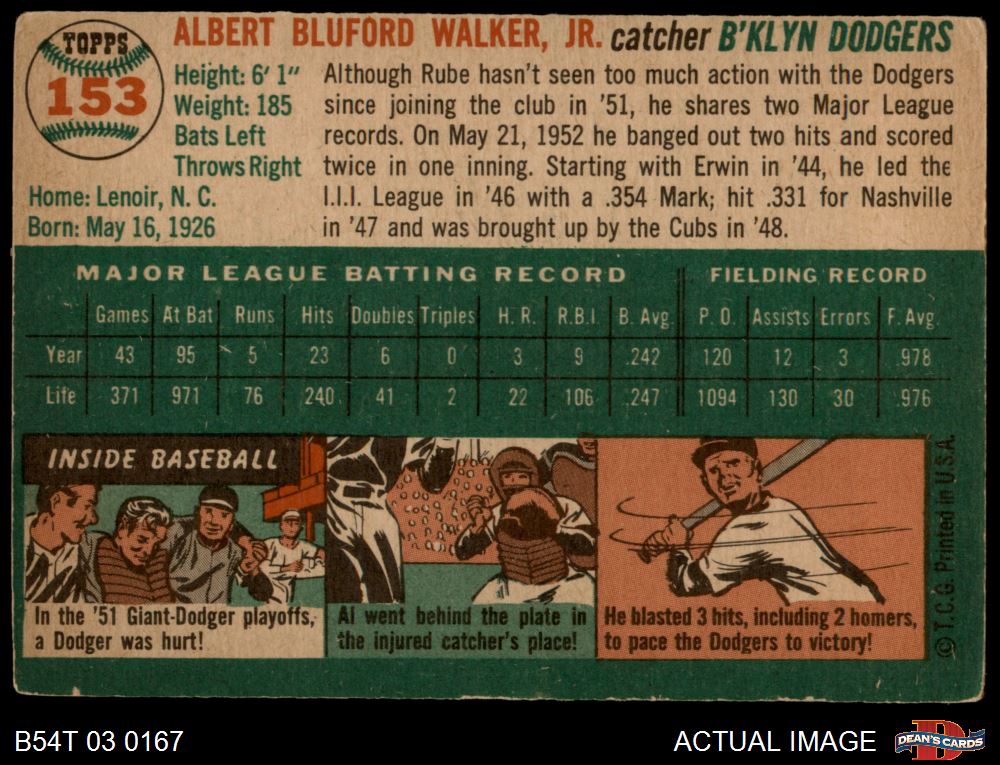 TOPPS
153
ALBERT BLUFORD WALKER, JR. catcher B'KLYN DODGERS
Height: 6' 1"
Weight: 185
Bats Left
Throws Right
Home: Lenoir, N. C.
Born: May 16, 1926
Although Rube hasn't seen too much action with the Dodgers
since joining the club in '51, he shares two Major League
records. On May 21, 1952 he banged out two hits and scored
twice in one inning. Starting with Erwin in '44, he led the
I.I.I. League in '46 with a .354 Mark; hit .331 for Nashville
in '47 and was brought up by the Cubs in '48.
MAJOR LEAGUE BATTING RECORD FIELDING RECORD
Games At Bat Runs Hits Doubles Triples H. R. R.B.I. B. Avg. P. O. Assists Errors F. Avg.
Year 43 95 5 23 6 0 3 9 .242 120 12 3 .978
Life 371 971 76 240 41 2 22 106 .247 1094 130 30 .976
INSIDE BASEBALL
In the '51 Giant-Dodger playoffs,
a Dodger was hurt!
Al went behind the plate in
the injured catcher's place!
He blasted 3 hits, including 2 homers,
to pace the Dodgers to victory!
© T.C.G. Printed in U.S.A.
B54T 03 0167
ACTUAL IMAGE
DEAN'S CARDS